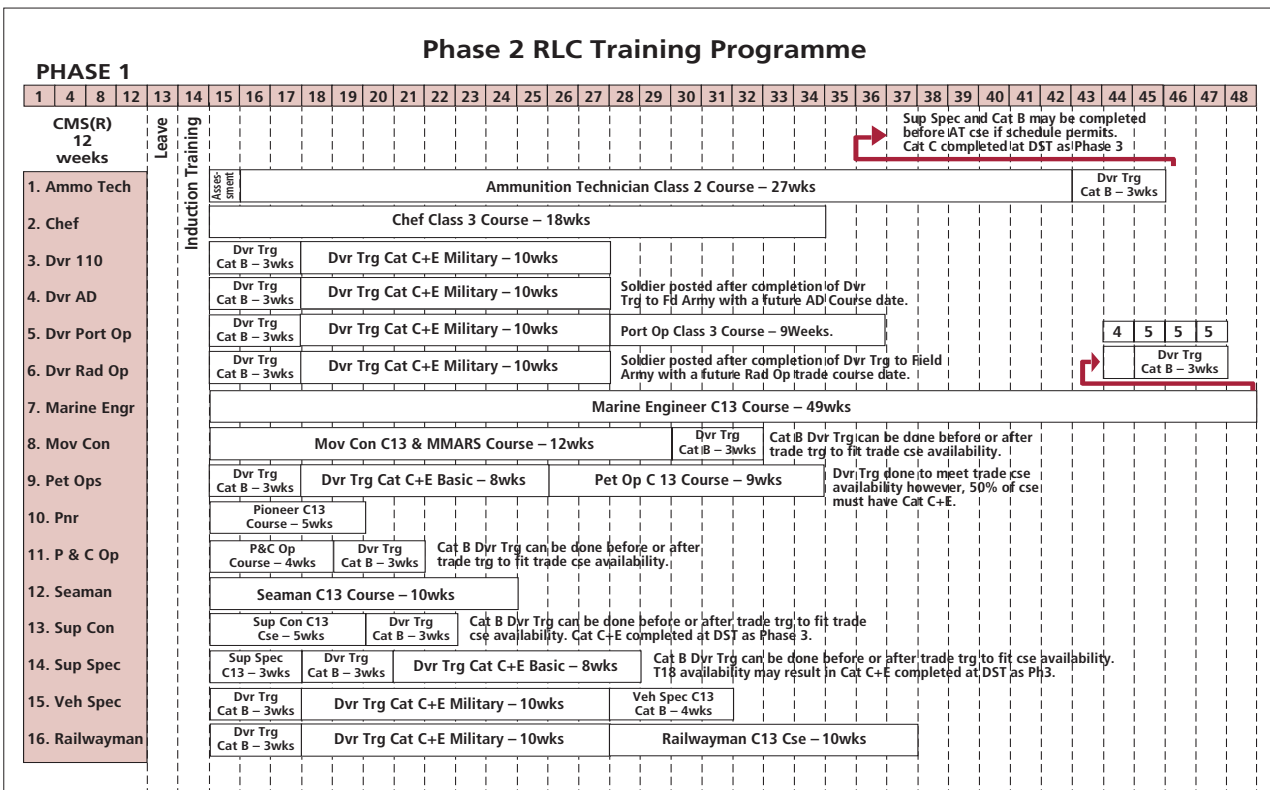 Phase 2 RLC Training Programme
PHASE 1
1 4 8 12 13 14 15 16 17 18 19 20 21 22 23 24 25 26 27 28 29 30 31 32 33 34 35 36 37 38 39 40 41 42 43 44 45 46 47 48
CMS(R)
12
weeks
Leave
Induction Training
Sup Spec and Cat B may be completed
before AT cse if schedule permits.
Cat C completed at DST as Phase 3
1. Ammo Tech
Asses-
sment
Ammunition Technician Class 2 Course – 27wks
Dvr Trg
Cat B – 3wks
2. Chef
Chef Class 3 Course – 18wks
3. Dvr 110
Dvr Trg
Cat B – 3wks
Dvr Trg Cat C+E Military – 10wks
4. Dvr AD
Dvr Trg
Cat B – 3wks
Dvr Trg Cat C+E Military – 10wks
Soldier posted after completion of Dvr
Trg to Fd Army with a future AD Course date.
5. Dvr Port Op
Dvr Trg
Cat B – 3wks
Dvr Trg Cat C+E Military – 10wks
Port Op Class 3 Course – 9Weeks.
4 5 5 5
6. Dvr Rad Op
Dvr Trg
Cat B – 3wks
Dvr Trg Cat C+E Military – 10wks
Soldier posted after completion of Dvr Trg to Field
Army with a future Rad Op trade course date.
Dvr Trg
Cat B – 3wks
7. Marine Engr
Marine Engineer C13 Course – 49wks
8. Mov Con
Mov Con C13 & MMARS Course – 12wks
Dvr Trg
Cat B – 3wks
Cat B Dvr Trg can be done before or after
trade trg to fit trade cse availability.
9. Pet Ops
Dvr Trg
Cat B – 3wks
Dvr Trg Cat C+E Basic – 8wks
Pet Op C 13 Course – 9wks
Dvr Trg done to meet trade cse
availability however, 50% of cse
must have Cat C+E.
10. Pnr
Pioneer C13
Course – 5wks
11. P & C Op
P&C Op
Course – 4wks
Dvr Trg
Cat B – 3wks
Cat B Dvr Trg can be done before or after
trade trg to fit trade cse availability.
12. Seaman
Seaman C13 Course – 10wks
13. Sup Con
Sup Con C13
Cse – 5wks
Dvr Trg
Cat B – 3wks
Cat B Dvr Trg can be done before or after trade trg to fit trade
cse availability. Cat C+E completed at DST as Phase 3.
14. Sup Spec
Sup Spec
C13 – 3wks
Dvr Trg
Cat B – 3wks
Dvr Trg Cat C+E Basic – 8wks
Cat B Dvr Trg can be done before or after trade trg to fit cse availability.
T18 availability may result in Cat C+E completed at DST as Ph3.
15. Veh Spec
Dvr Trg
Cat B – 3wks
Dvr Trg Cat C+E Military – 10wks
Veh Spec C13
Cat B – 4wks
16. Railwayman
Dvr Trg
Cat B – 3wks
Dvr Trg Cat C+E Military – 10wks
Railwayman C13 Cse – 10wks